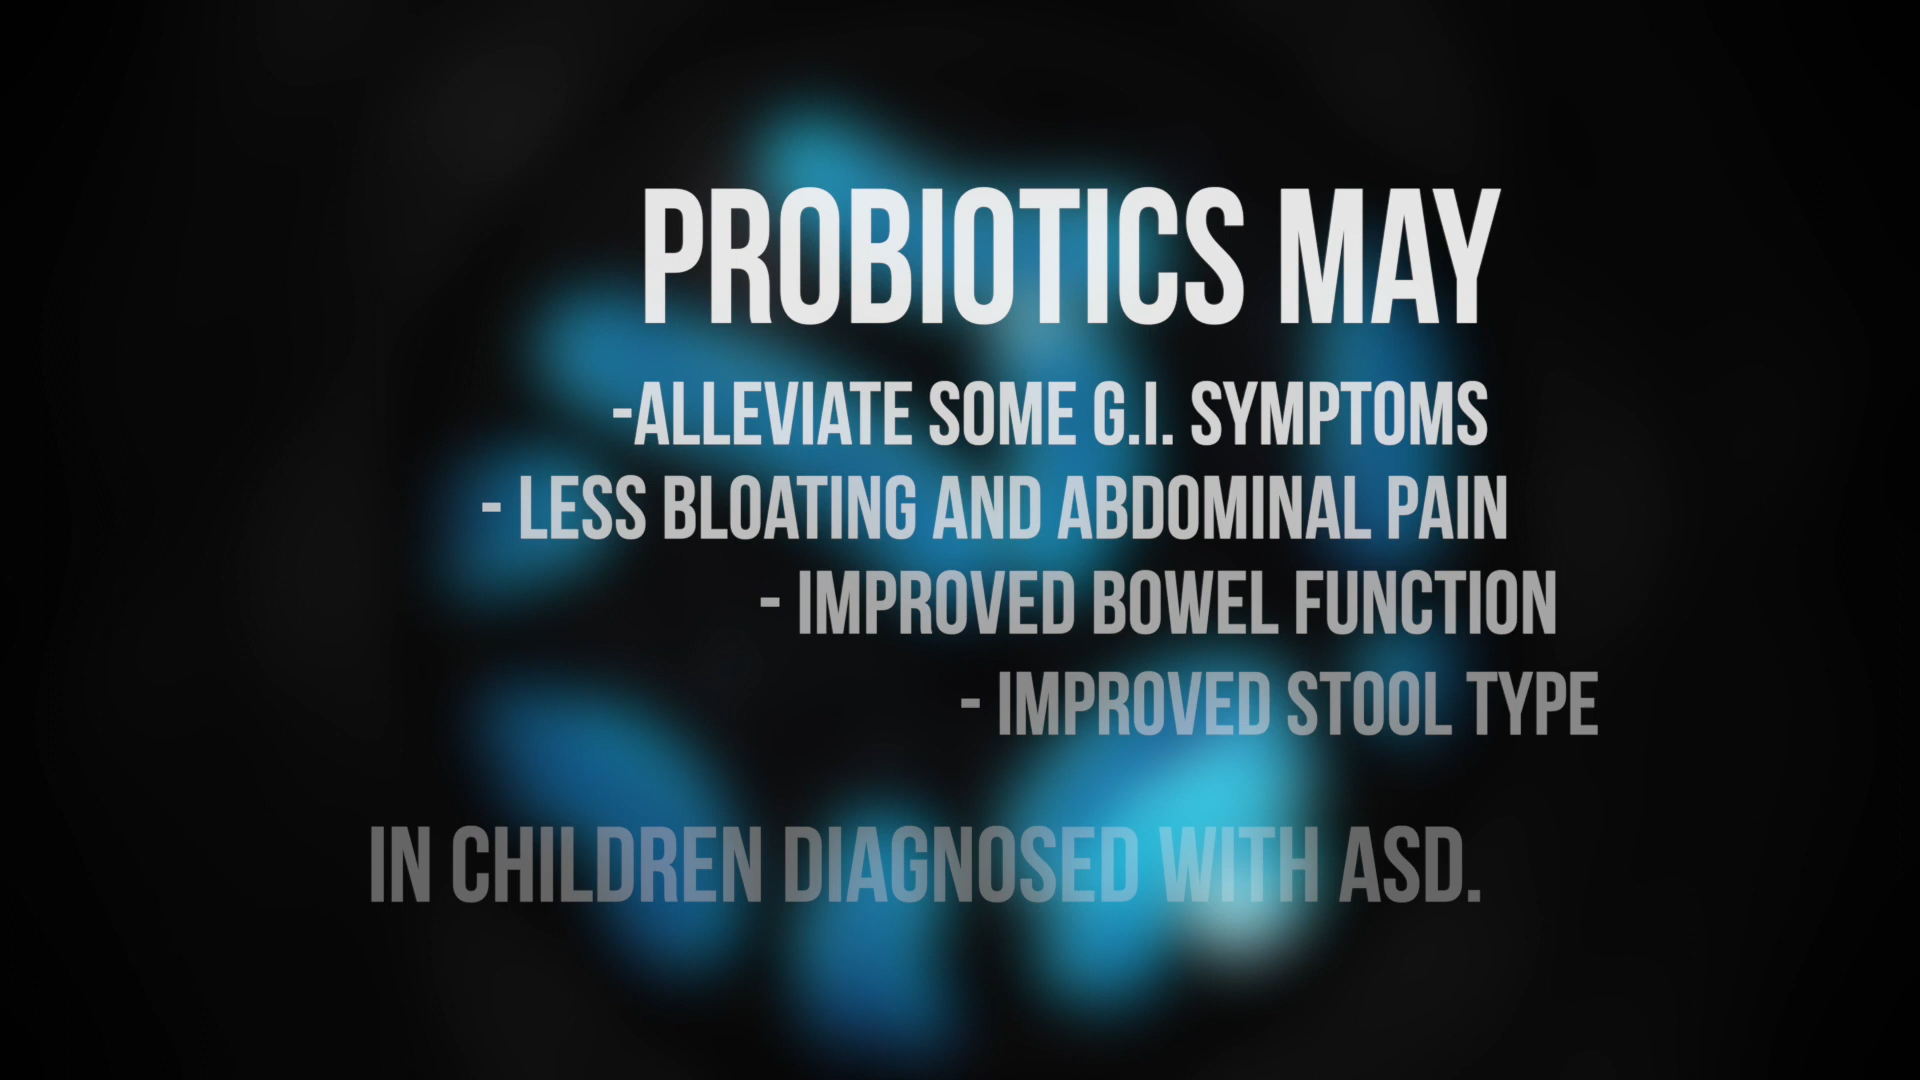 PROBIOTICS MAY
-ALLEVIATE SOME G.I. SYMPTOMS
- LESS BLOATING AND ABDOMINAL PAIN
- IMPROVED BOWEL FUNCTION
- IMPROVED STOOL TYPE
IN CHILDREN DIAGNOSED WITH ASD.